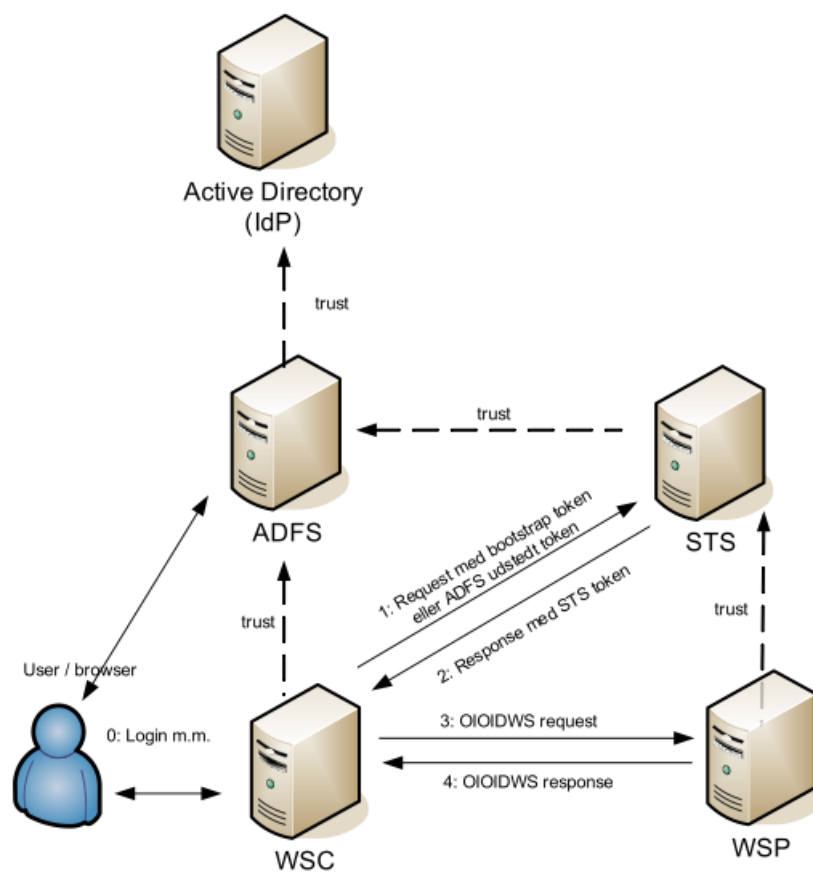 Active Directory
(IdP)
trust
ADFS
trust
STS
1: Request med bootstrap token
eller ADFS udstedt token
2: Response med STS token
trust
trust
User / browser
0: Login m.m.
3: OIOIDWS request
4: OIOIDWS response
WSC
WSP